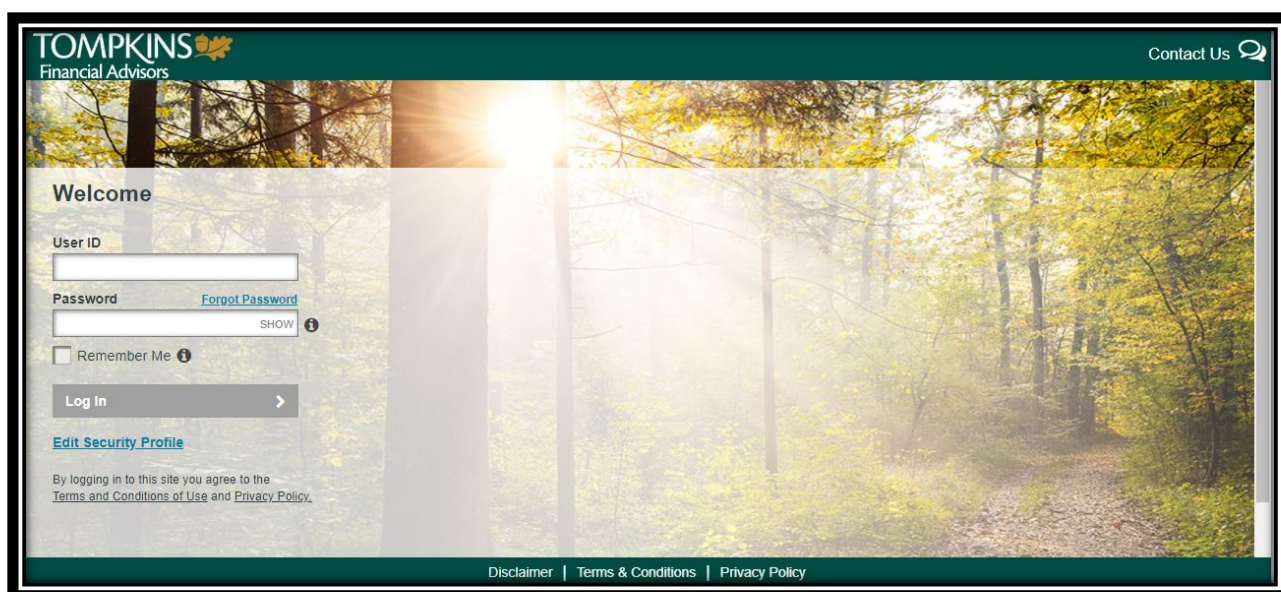 TOMPKINS
Financial Advisors
Contact Us
Welcome
User ID
Password Forgot Password
SHOW
Remember Me
Log In
Edit Security Profile
By logging in to this site you agree to the
Terms and Conditions of Use and Privacy Policy.
Disclaimer | Terms & Conditions | Privacy Policy